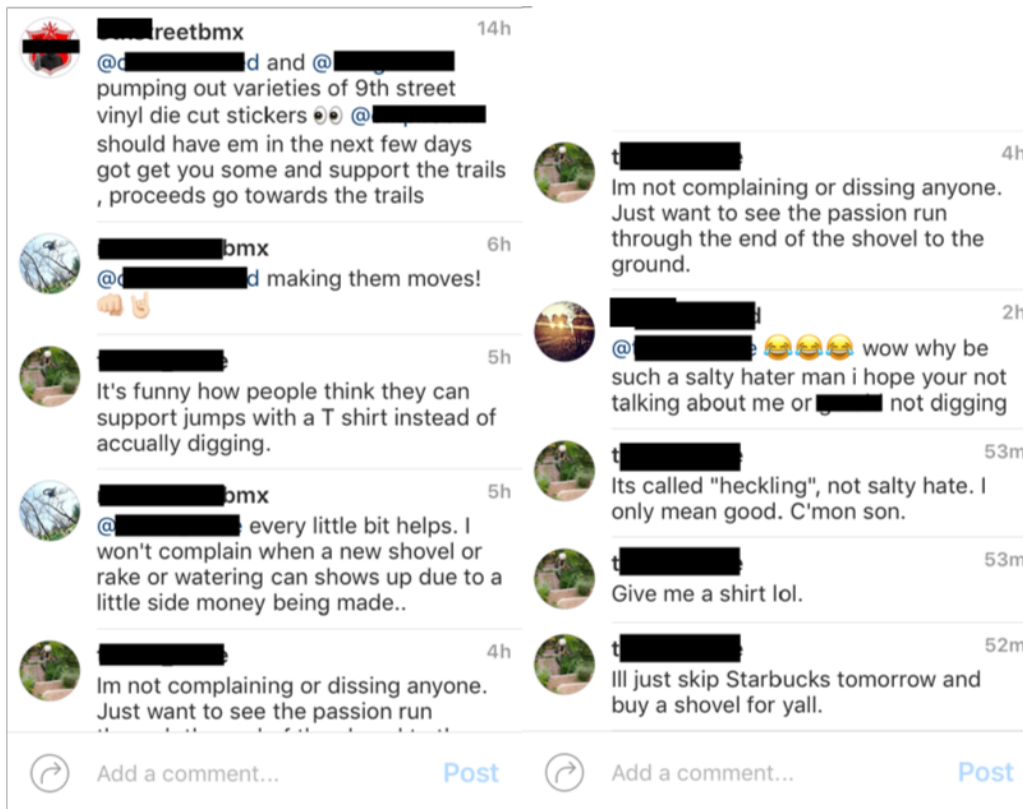 treetbmx 14h
@ d and @
pumping out varieties of 9th street
vinyl die cut stickers 👀 @
should have em in the next few days
got get you some and support the trails
, proceeds go towards the trails
bmx 6h
@ d making them moves!
👊🏻🤘🏻
5h
It's funny how people think they can
support jumps with a T shirt instead of
accually digging.
bmx 5h
@ every little bit helps. I
won't complain when a new shovel or
rake or watering can shows up due to a
little side money being made..
4h
Im not complaining or dissing anyone.
Just want to see the passion run
Add a comment... Post
t 4h
Im not complaining or dissing anyone.
Just want to see the passion run
through the end of the shovel to the
ground.
d 2h
@ 😂😂😂 wow why be
such a salty hater man i hope your not
talking about me or not digging
t 53m
Its called "heckling", not salty hate. I
only mean good. C'mon son.
t 53m
Give me a shirt lol.
t 52m
Ill just skip Starbucks tomorrow and
buy a shovel for yall.
Add a comment... Post